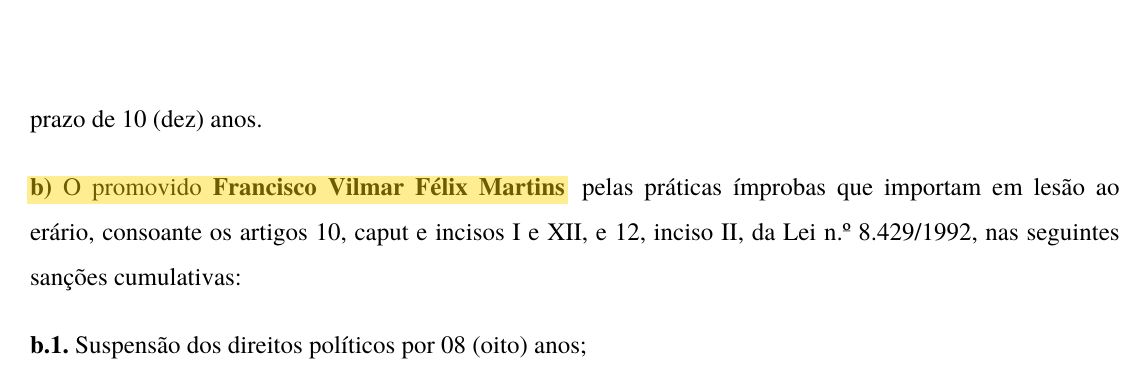 prazo de 10 (dez) anos.
b) O promovido Francisco Vilmar Félix Martins pelas práticas ímprobas que importam em lesão ao
erário, consoante os artigos 10, caput e incisos I e XII, e 12, inciso II, da Lei n.º 8.429/1992, nas seguintes
sanções cumulativas:
b.1. Suspensão dos direitos políticos por 08 (oito) anos;